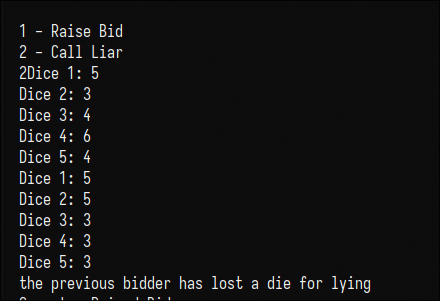 1 - Raise Bid
2 - Call Liar
2Dice 1: 5
Dice 2: 3
Dice 3: 4
Dice 4: 6
Dice 5: 4
Dice 1: 5
Dice 2: 5
Dice 3: 3
Dice 4: 3
Dice 5: 3
the previous bidder has lost a die for lying